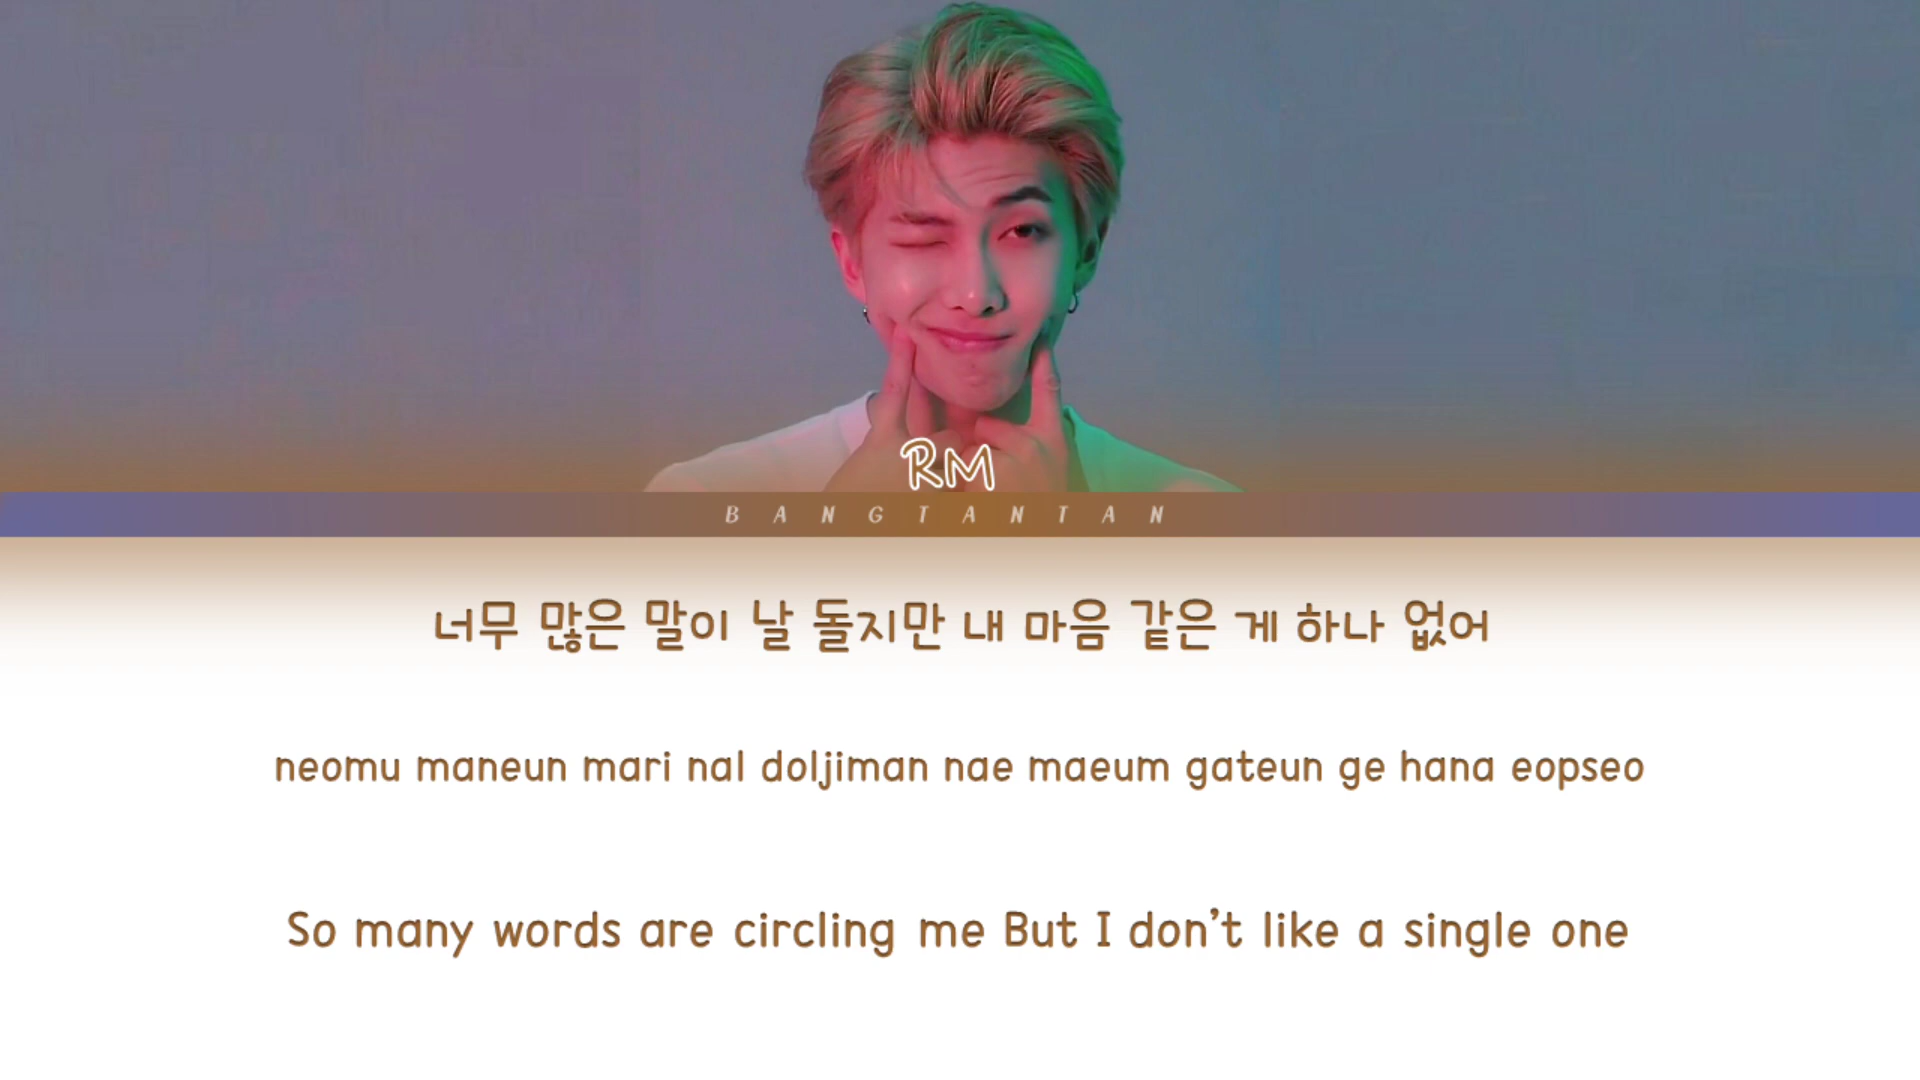 RM
BANGTANTAN
너무 많은 말이 날 돌지만 내 마음 같은 게 하나 없어
neomu maneun mari nal doljiman nae maeum gateun ge hana eopseo
So many words are circling me But I don't like a single one